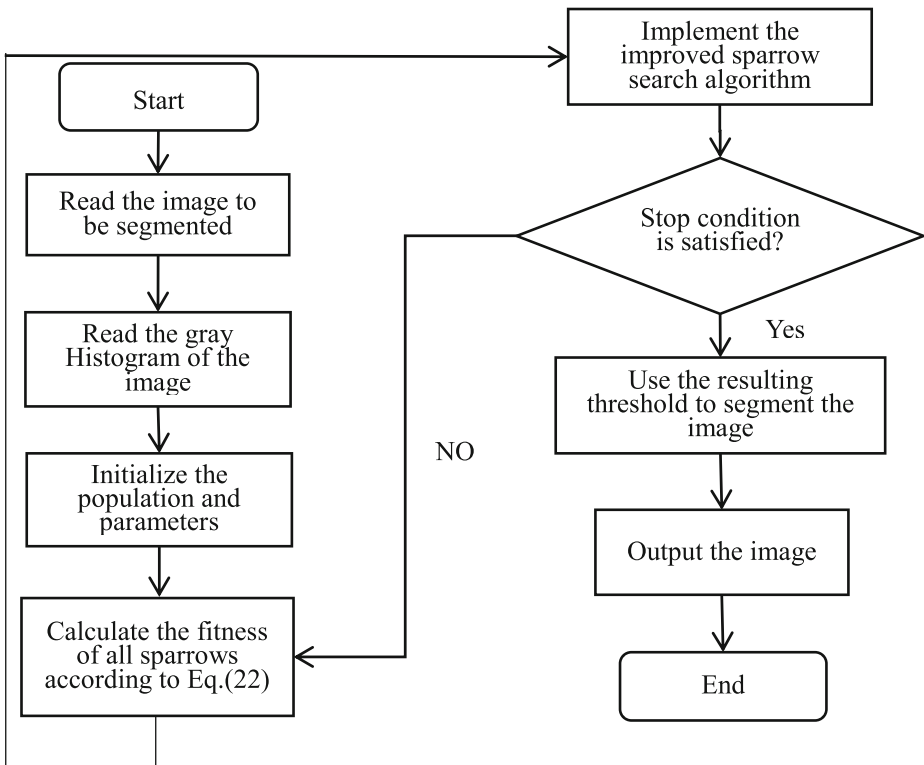 Start
Read the image to
be segmented
Read the gray
Histogram of the
image
Initialize the
population and
parameters
Calculate the fitness
of all sparrows
according to Eq.(22)
Implement the
improved sparrow
search algorithm
Stop condition
is satisfied?
Yes
NO
Use the resulting
threshold to segment the
image
Output the image
End